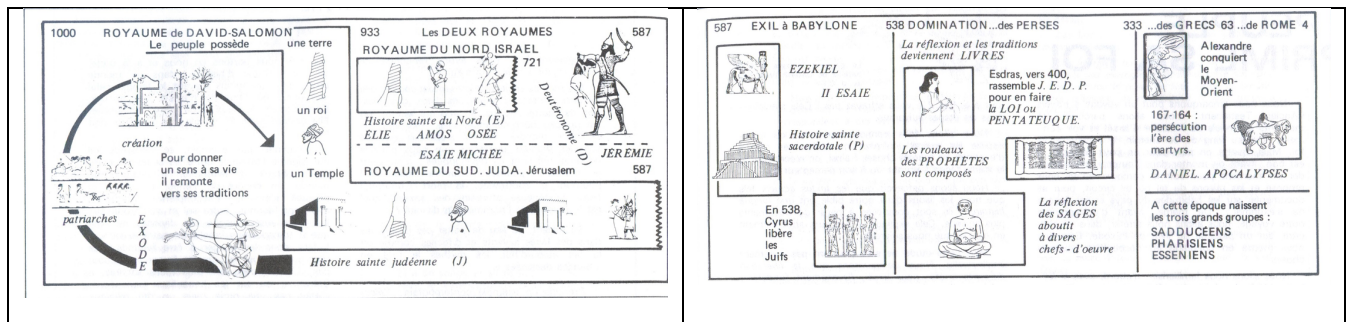 1000 ROYAUME de DAVID-SALOMON
Le peuple possède
une terre
un roi
un Temple
création
Pour donner
un sens à sa vie
il remonte
vers ses traditions
patriarches
EXODE
Histoire sainte judéenne (J)
933 Les DEUX ROYAUMES 587
ROYAUME DU NORD ISRAEL
721
Histoire sainte du Nord (E)
ÉLIE AMOS OSÉE
Deutéronome (D)
ESAIE MICHÉE
JÉRÉMIE
ROYAUME DU SUD. JUDA. Jérusalem 587
587 EXIL à BABYLONE
EZEKIEL
II ESAIE
Histoire sainte
sacerdotale (P)
En 538,
Cyrus
libère
les
Juifs
538 DOMINATION...des PERSES
La réflexion et les traditions
deviennent LIVRES
Esdras, vers 400,
rassemble J. E. D. P.
pour en faire
la LOI ou
PENTATEUQUE.
Les rouleaux
des PROPHÈTES
sont composés
La réflexion
des SAGES
aboutit
à divers
chefs-d'oeuvre
333 ...des GRECS 63 ...de ROME 4
Alexandre
conquiert
le
Moyen-
Orient
167-164 :
persécution
l'ère des
martyrs.
DANIEL. APOCALYPSES
A cette époque naissent
les trois grands groupes :
SADDUCÉENS
PHARISIENS
ESSENIENS